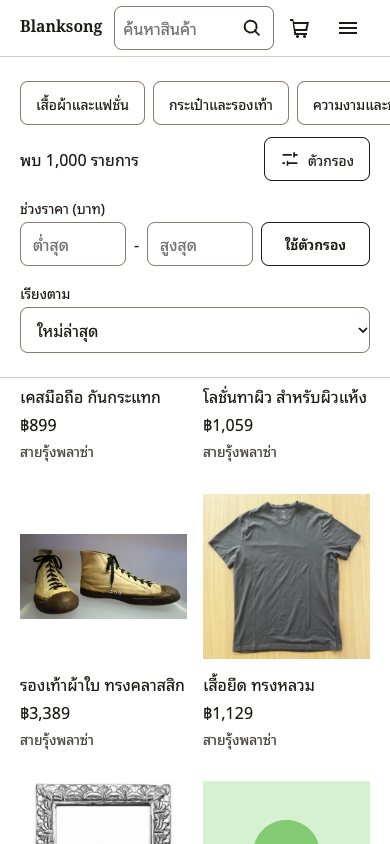 Blanksong
ค้นหาสินค้า
เสื้อผ้าและแฟชั่น
กระเป๋าและรองเท้า
พบ 1,000 รายการ
ตัวกรอง
ช่วงราคา (บาท)
ต่ำสุด - สูงสุด ใช้ตัวกรอง
เรียงตาม
ใหม่ล่าสุด
เคสมือถือ กันกระแทก
฿899
สายรุ้งพลาซ่า
โลชั่นทาผิว สำหรับผิวแห้ง
฿1,059
สายรุ้งพลาซ่า
รองเท้าผ้าใบ ทรงคลาสสิก
฿3,389
สายรุ้งพลาซ่า
เสื้อยืด ทรงหลวม
฿1,129
สายรุ้งพลาซ่า